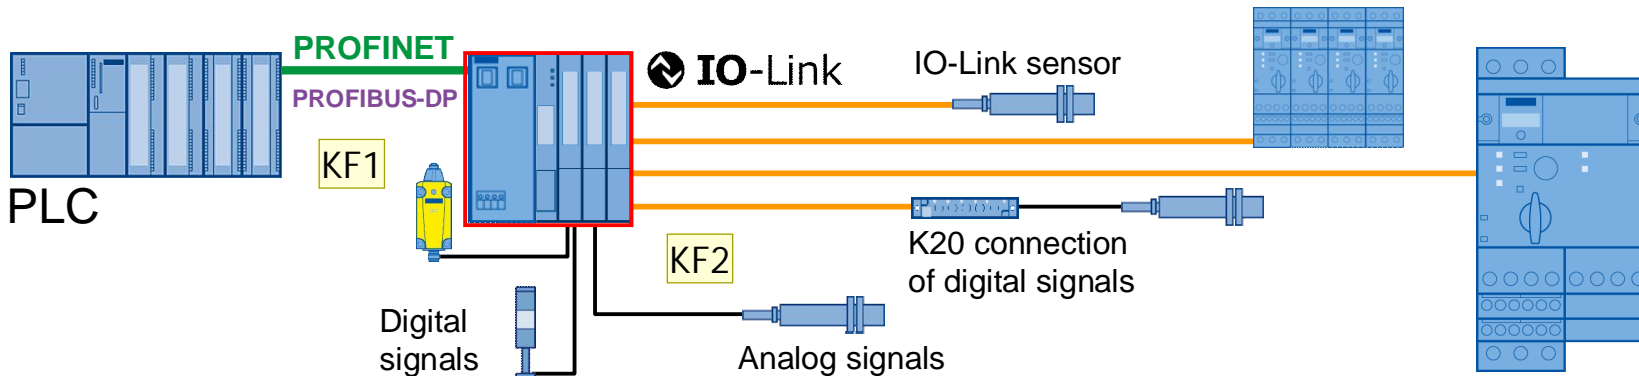 PROFINET
PROFIBUS-DP
IO-Link
IO-Link sensor
KF1
PLC
K20 connection
of digital signals
KF2
Digital
signals
Analog signals